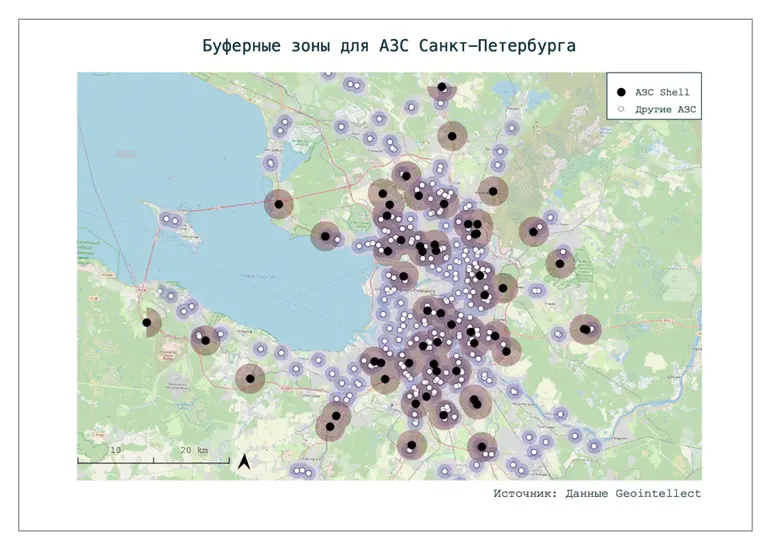 Буферные зоны для АЗС Санкт-Петербурга
АЗС Shell
Другие АЗС
10
20 km
Источник: Данные Geointellect